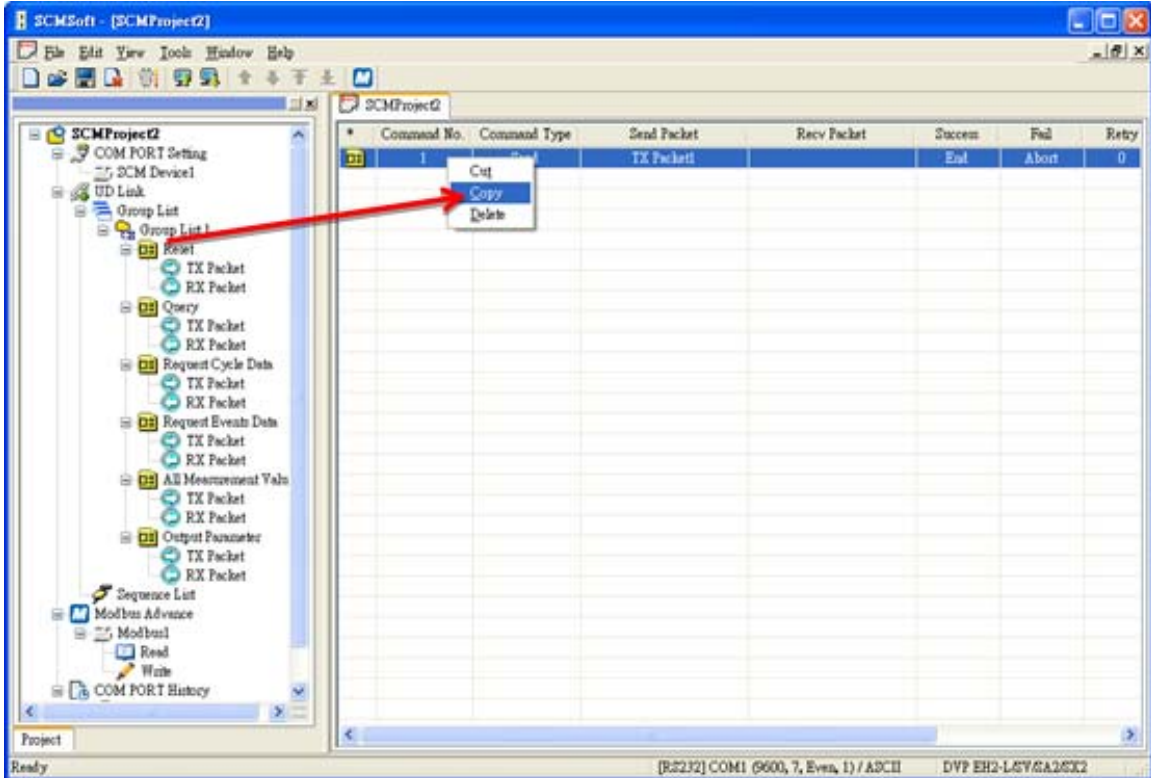 SCMSoft - [SCMProject2]
File Edit View Tools Window Help
SCMProject2
COM PORT Setting
SCM Device1
UD Link
Group List
Group List 1
Reset
TX Packet
RX Packet
Query
TX Packet
RX Packet
Request Cycle Data
TX Packet
RX Packet
Request Events Data
TX Packet
RX Packet
All Measurement Valu
TX Packet
RX Packet
Output Parameter
TX Packet
RX Packet
Sequence List
Modbus Advance
Modbus1
Read
Write
COM PORT History
Project
SCMProject2
* Command No. Command Type Send Packet Recv Packet Success Fail Retry
1 Send TX Packet1 End Abort 0
Cut
Copy
Delete
Ready [RS232] COM1 (9600, 7, Even, 1) / ASCII DVP EH2-L/SV/SA2/SX2